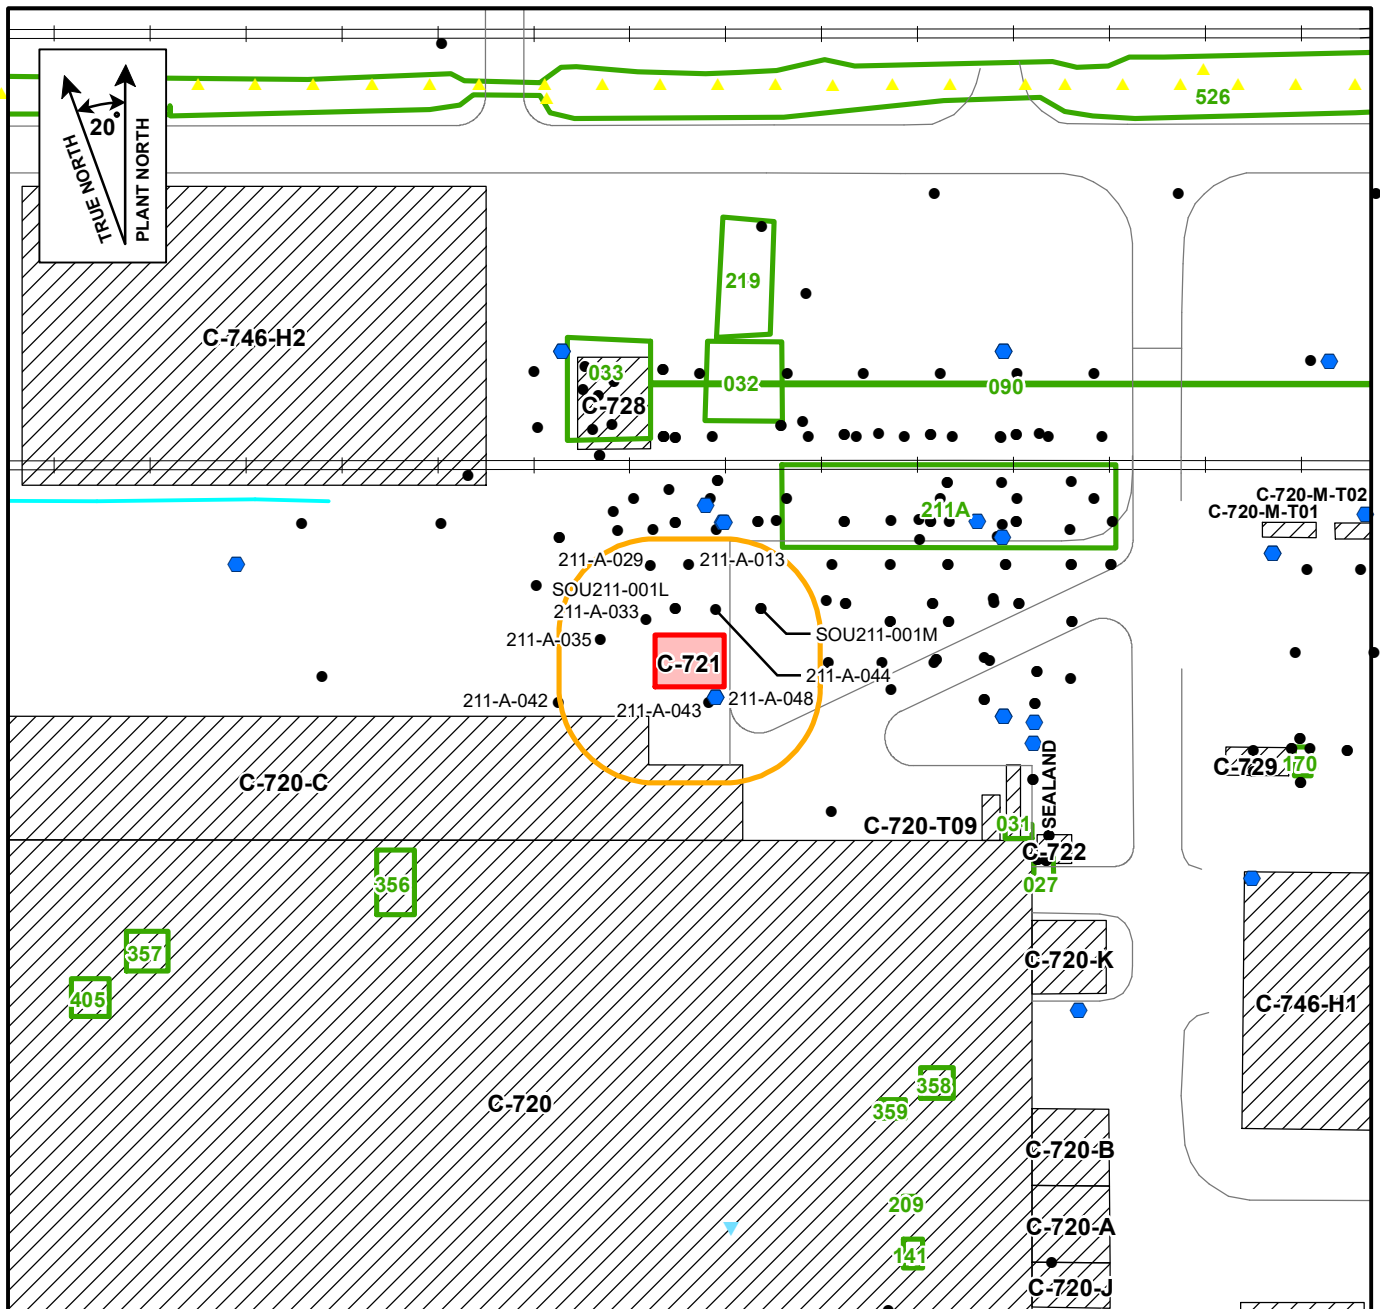 526
20°
TRUE NORTH
PLANT NORTH
219
C-746-H2
033
032
090
C-728
C-720-M-T02
C-720-M-T01
211A
211-A-029
211-A-013
SOU211-001L
211-A-033
SOU211-001M
211-A-035
C-721
211-A-044
211-A-042
211-A-043
211-A-048
SEALAND
C-729
170
C-720-C
C-720-T09
031
C-722
027
356
357
405
C-720-K
C-746-H1
358
359
C-720
C-720-B
209
C-720-A
141
C-720-J